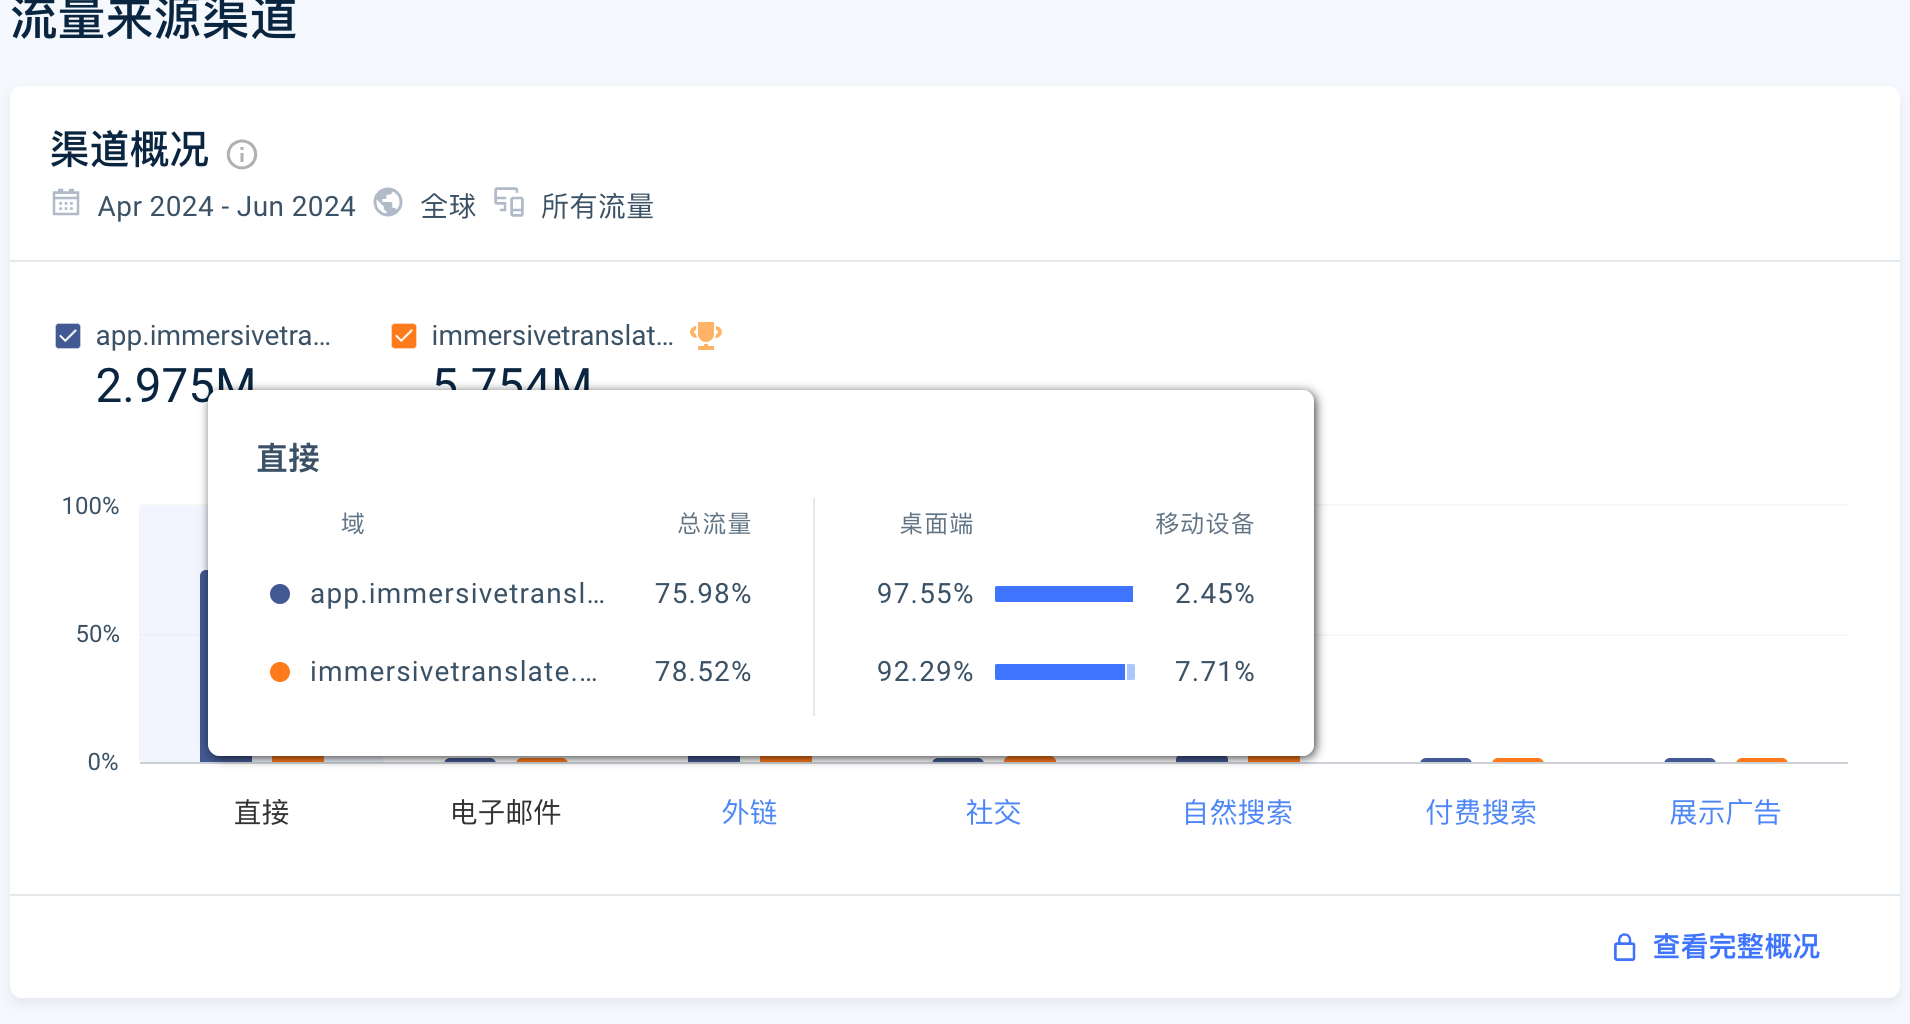 流量来源渠道
渠道概况
Apr 2024 - Jun 2024 全球 所有流量
app.immersivetra... immersivetranslat...
2.975M 5.754M
直接
域 总流量 桌面端 移动设备
app.immersivetransl... 75.98% 97.55% 2.45%
immersivetranslate.... 78.52% 92.29% 7.71%
100%
50%
0%
直接 电子邮件 外链 社交 自然搜索 付费搜索 展示广告
查看完整概况